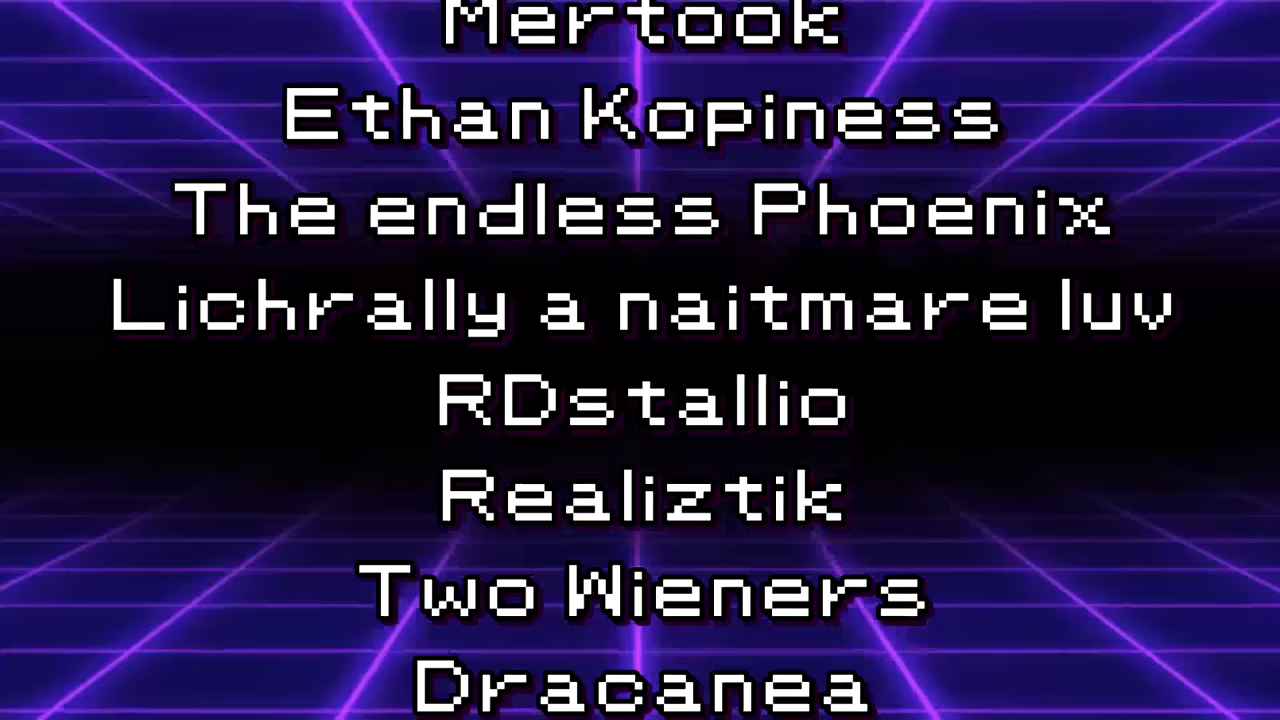 Mertook
Ethan Kopiness
The endless Phoenix
Lichrally a naitmare luv
RDstallio
Realiztik
Two Wieners
Dracanea